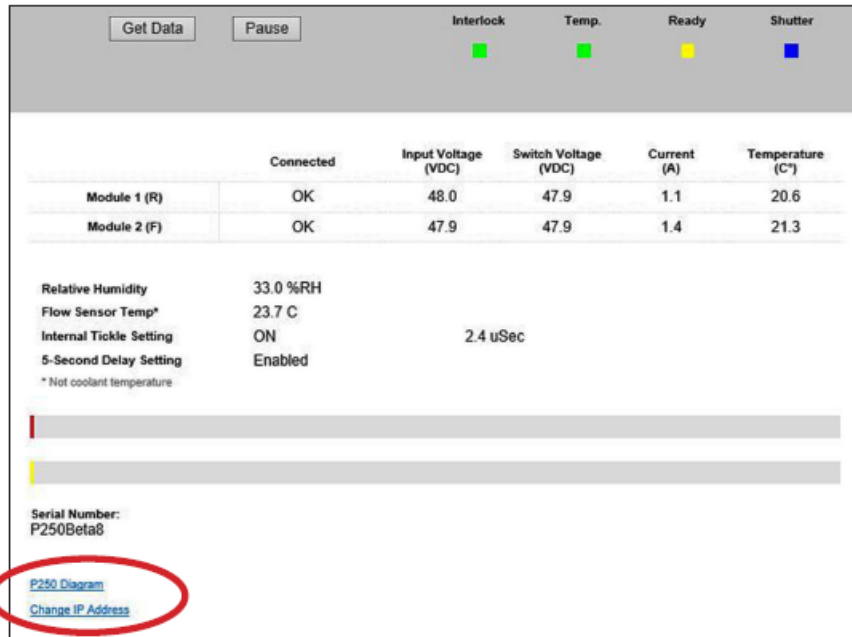 Get Data Pause Interlock Temp. Ready Shutter
Connected Input Voltage (VDC) Switch Voltage (VDC) Current (A) Temperature (C°)
Module 1 (R) OK 48.0 47.9 1.1 20.6
Module 2 (F) OK 47.9 47.9 1.4 21.3
Relative Humidity 33.0 %RH
Flow Sensor Temp* 23.7 C
Internal Tickle Setting ON 2.4 uSec
5-Second Delay Setting Enabled
* Not coolant temperature
Serial Number:
P250Beta8
P250 Diagram
Change IP Address